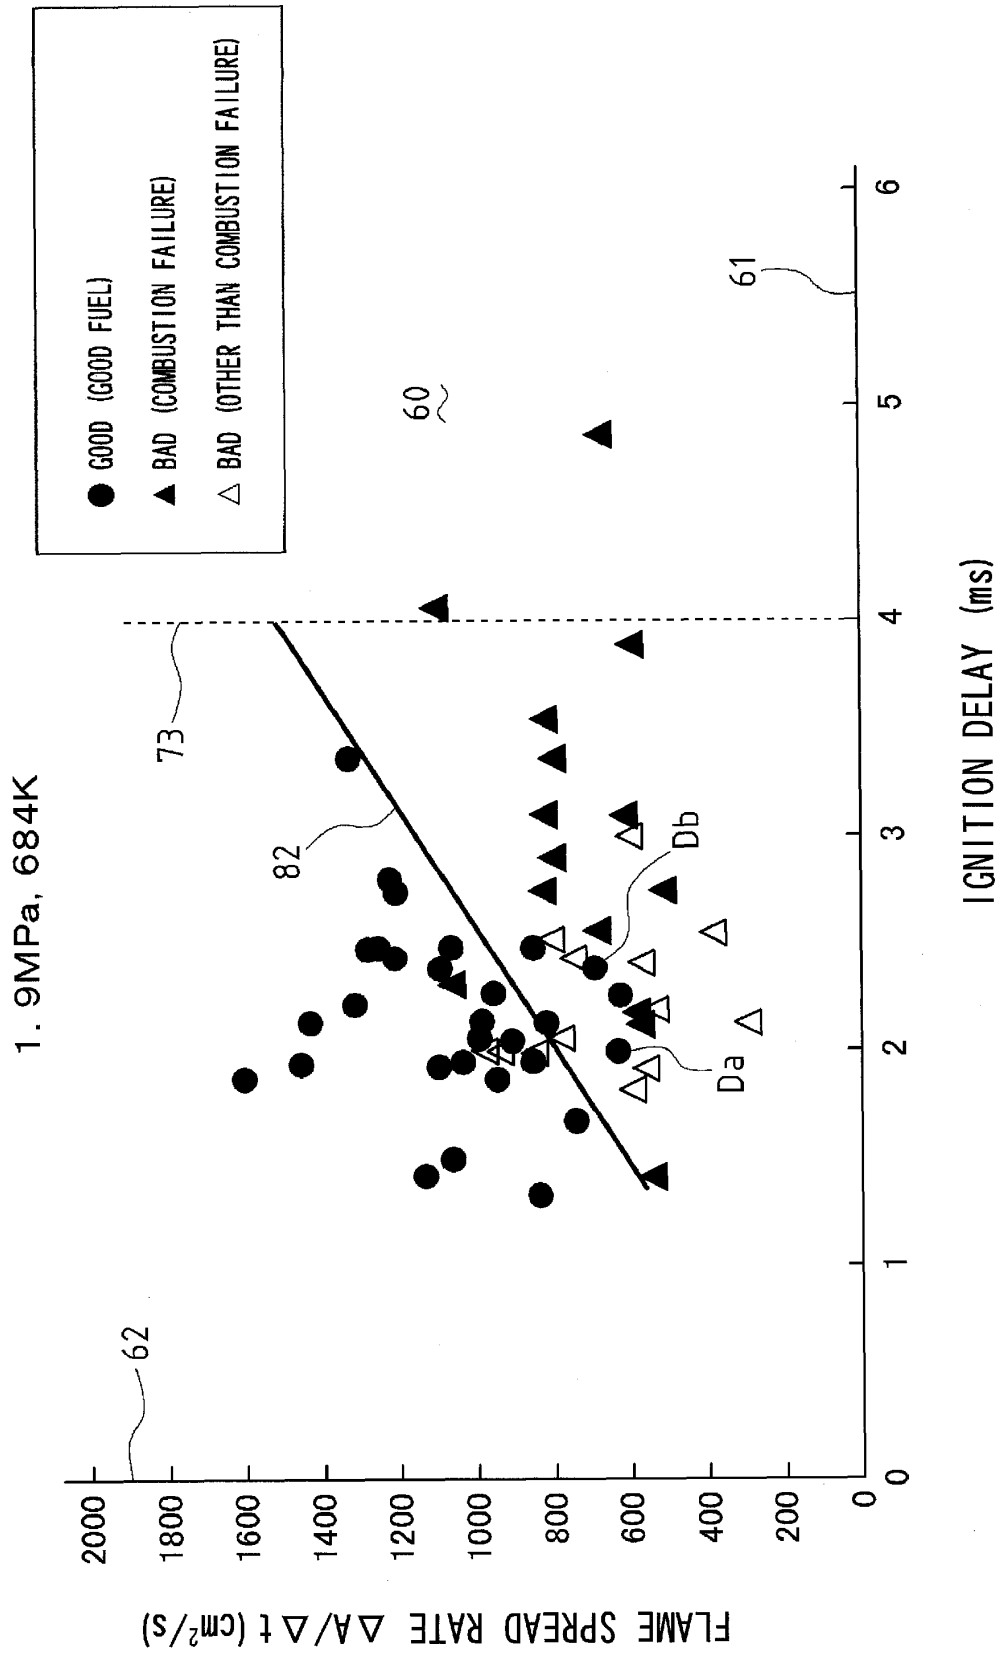 1.9MPa, 684K
● GOOD (GOOD FUEL)
▲ BAD (COMBUSTION FAILURE)
△ BAD (OTHER THAN COMBUSTION FAILURE)
62
73
82
60
61
Da
Db
FLAME SPREAD RATE △A/△t (cm²/s)
2000
1800
1600
1400
1200
1000
800
600
400
200
0
0
1
2
3
4
5
6
IGNITION DELAY (ms)